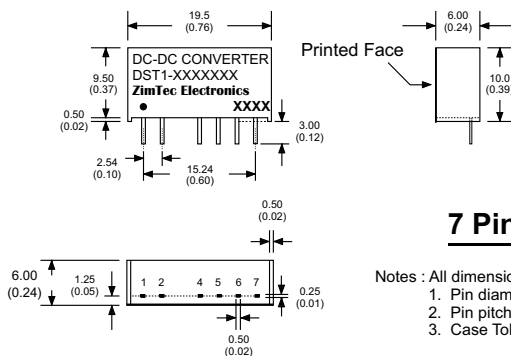 19.5
(0.76)
DC-DC CONVERTER
DST1-XXXXXXX
ZimTec Electronics
XXXX
9.50
(0.37)
0.50
(0.02)
2.54
(0.10)
15.24
(0.60)
3.00
(0.12)
Printed Face
6.00
(0.24)
10.0
(0.39)
0.50
(0.02)
6.00
(0.24)
1.25
(0.05)
1 2 4 5 6 7
0.25
(0.01)
0.50
(0.02)
7 Pin
Notes : All dimensio
1. Pin diam
2. Pin pitch
3. Case Tol